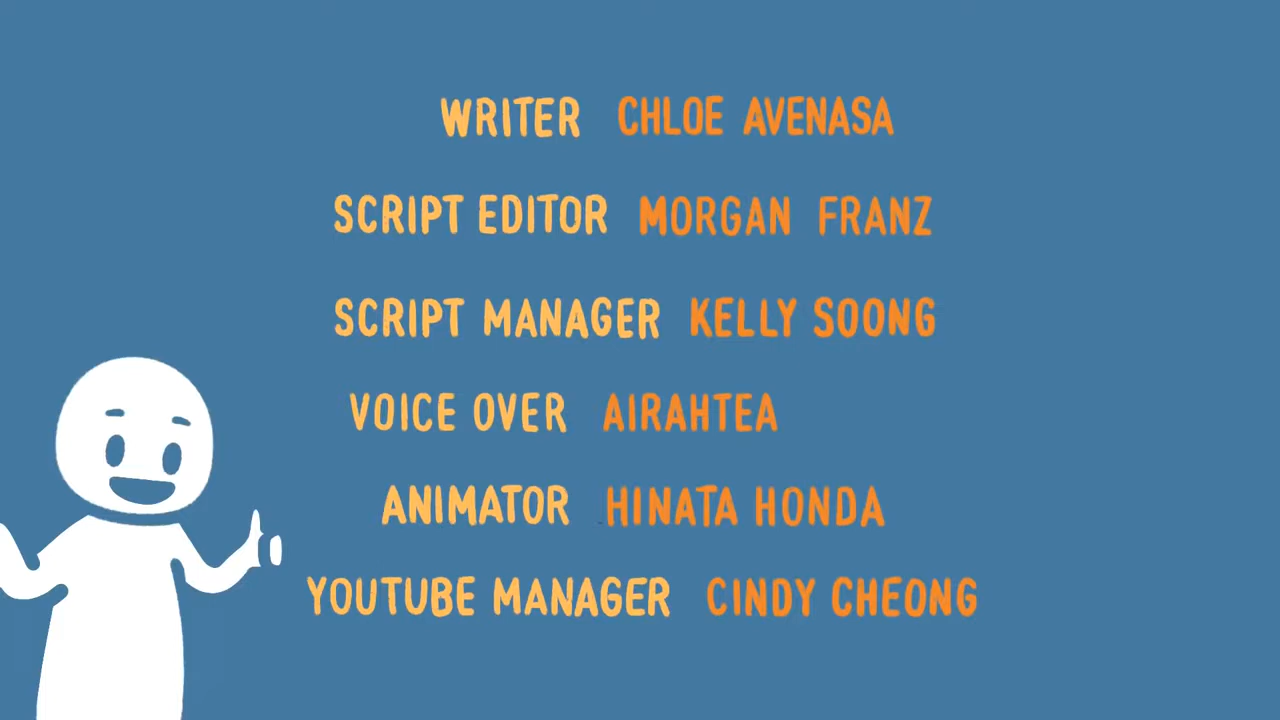 WRITER CHLOE AVENASA
SCRIPT EDITOR MORGAN FRANZ
SCRIPT MANAGER KELLY SOONG
VOICE OVER AIRAHTEA
ANIMATOR HINATA HONDA
YOUTUBE MANAGER CINDY CHEONG